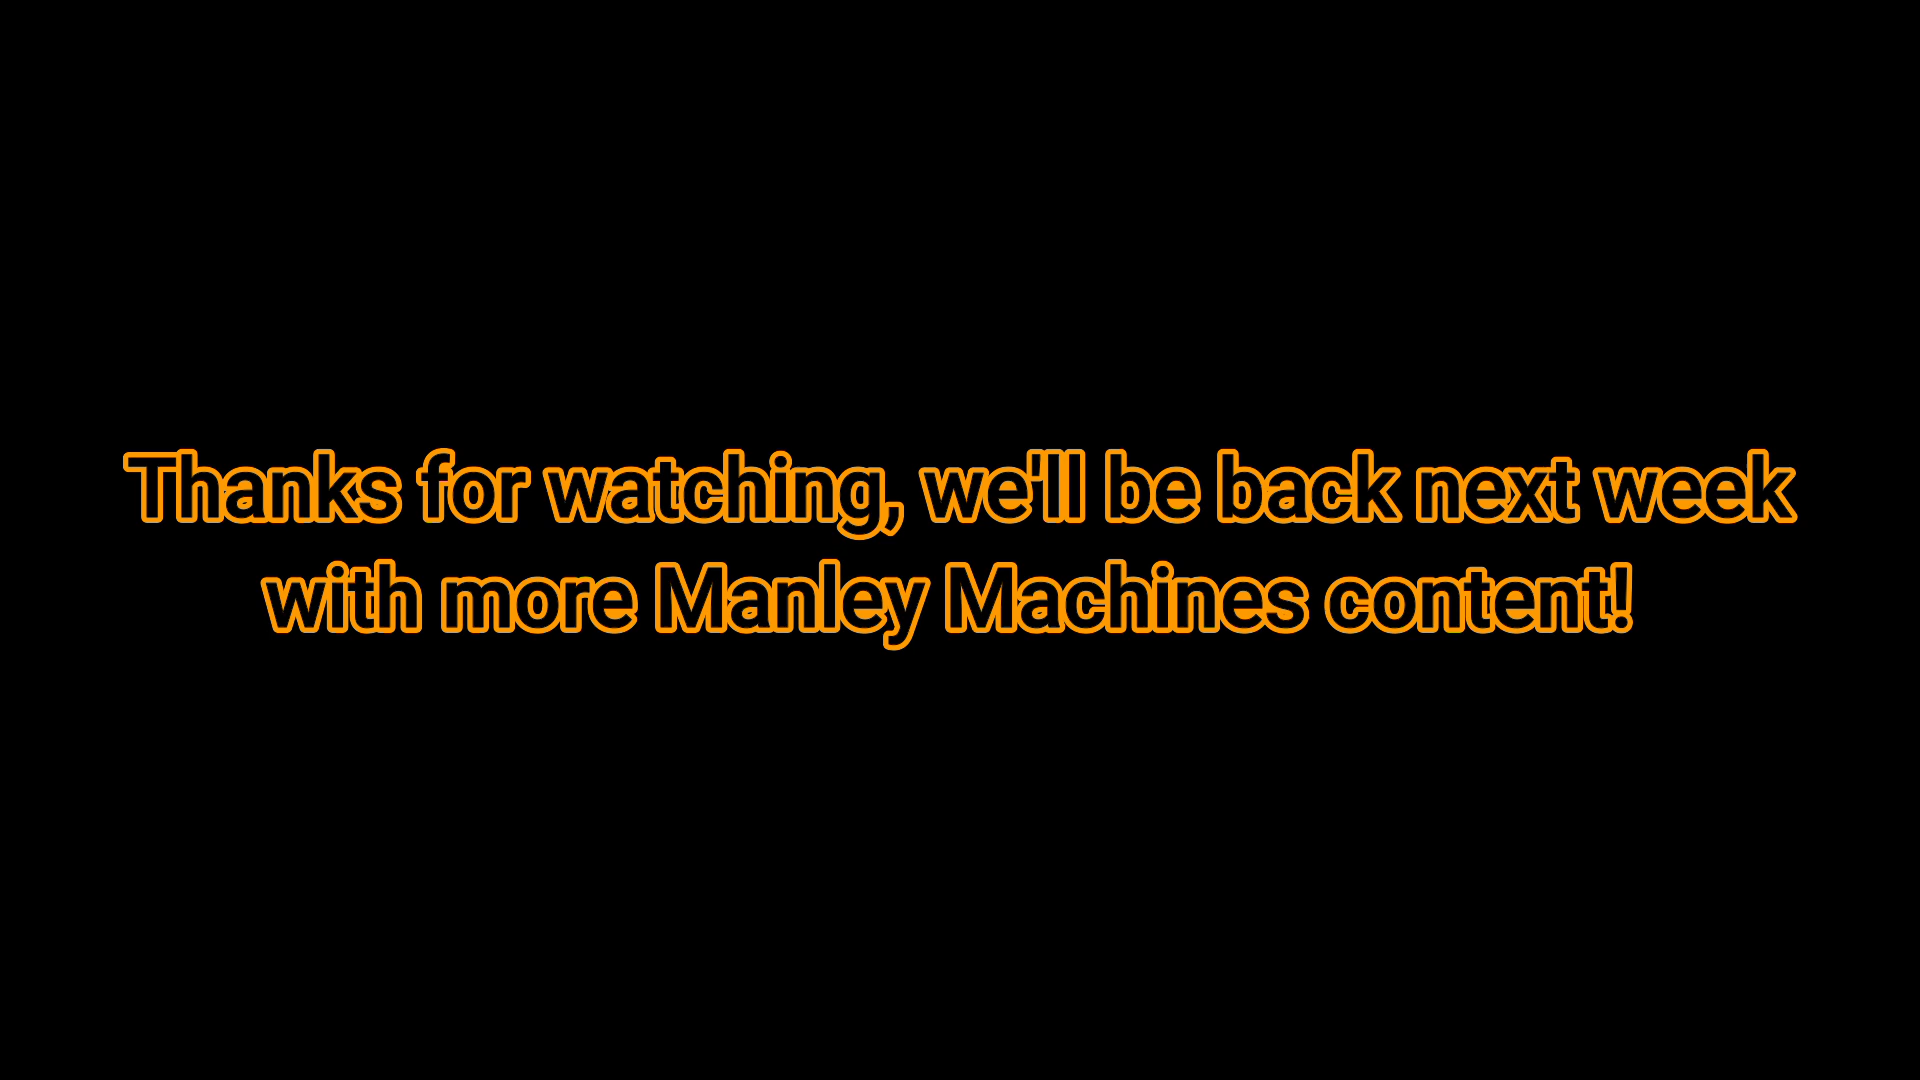 Thanks for watching, we'll be back next week
with more Manley Machines content!